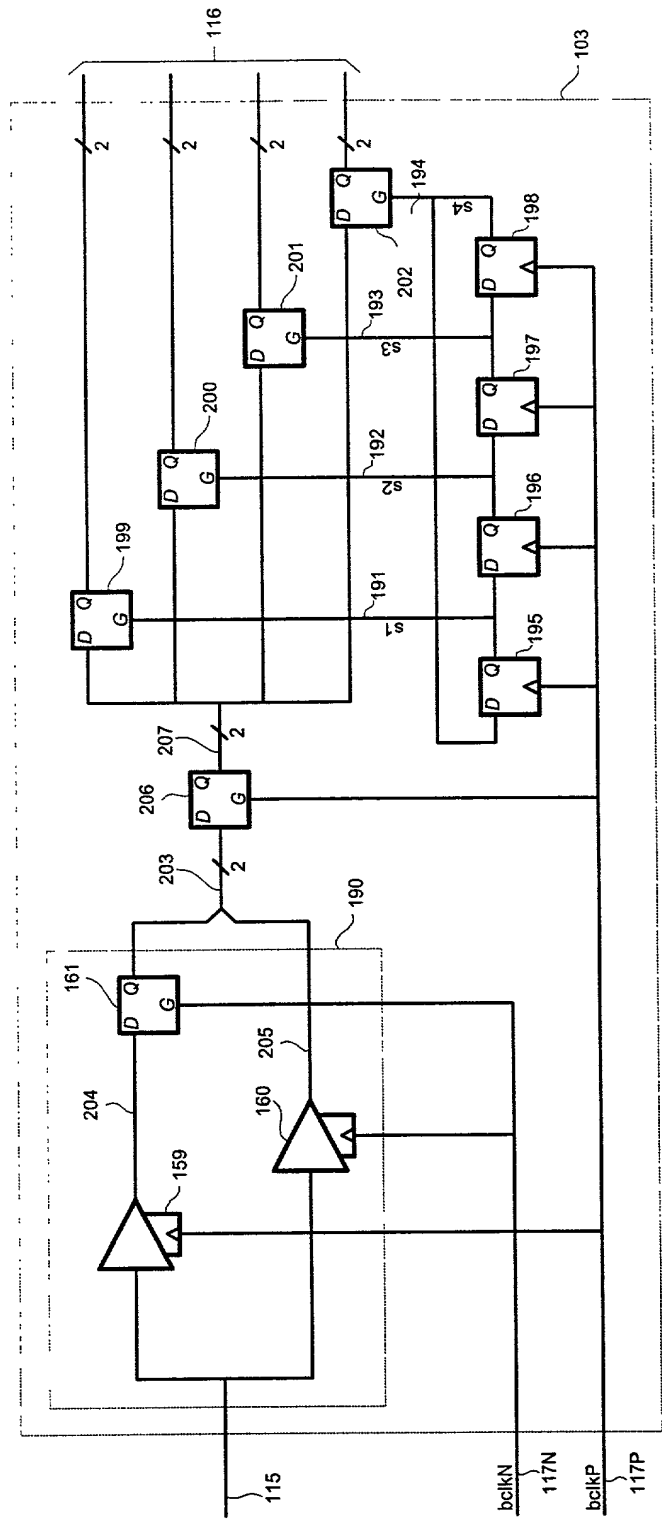 116
103
2
2
2
2
D Q
G
199
D Q
G
200
D Q
G
201
D Q
G
202
191
s1
192
s2
193
s3
194
s4
D Q
195
D Q
196
D Q
197
D Q
198
207
2
206
D Q
G
203
2
190
161
D Q
G
204
205
159
160
115
bclkN
117N
bclkP
117P